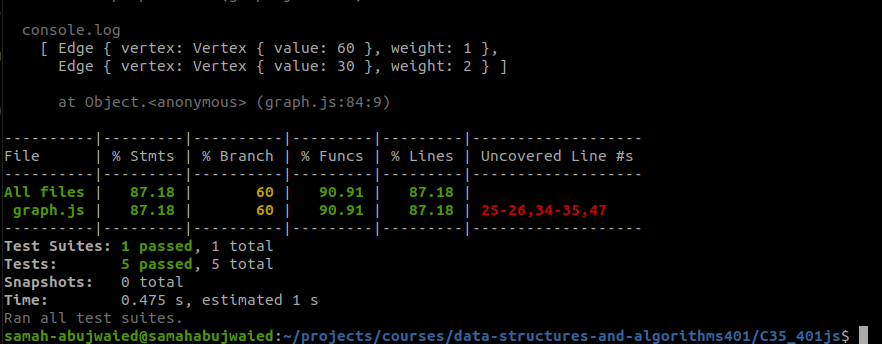 console.log
[ Edge { vertex: Vertex { value: 60 }, weight: 1 },
Edge { vertex: Vertex { value: 30 }, weight: 2 } ]
at Object.<anonymous> (graph.js:84:9)
----------|---------|----------|---------|---------|-------------------
File      | % Stmts | % Branch | % Funcs | % Lines | Uncovered Line #s
----------|---------|----------|---------|---------|-------------------
All files |   87.18 |       60 |   90.91 |   87.18 |
graph.js |   87.18 |       60 |   90.91 |   87.18 | 25-26,34-35,47
----------|---------|----------|---------|---------|-------------------
Test Suites: 1 passed, 1 total
Tests:       5 passed, 5 total
Snapshots:   0 total
Time:        0.475 s, estimated 1 s
Ran all test suites.
samah-abujwaied@samahabujwaied:~/projects/courses/data-structures-and-algorithms401/C35_401js$